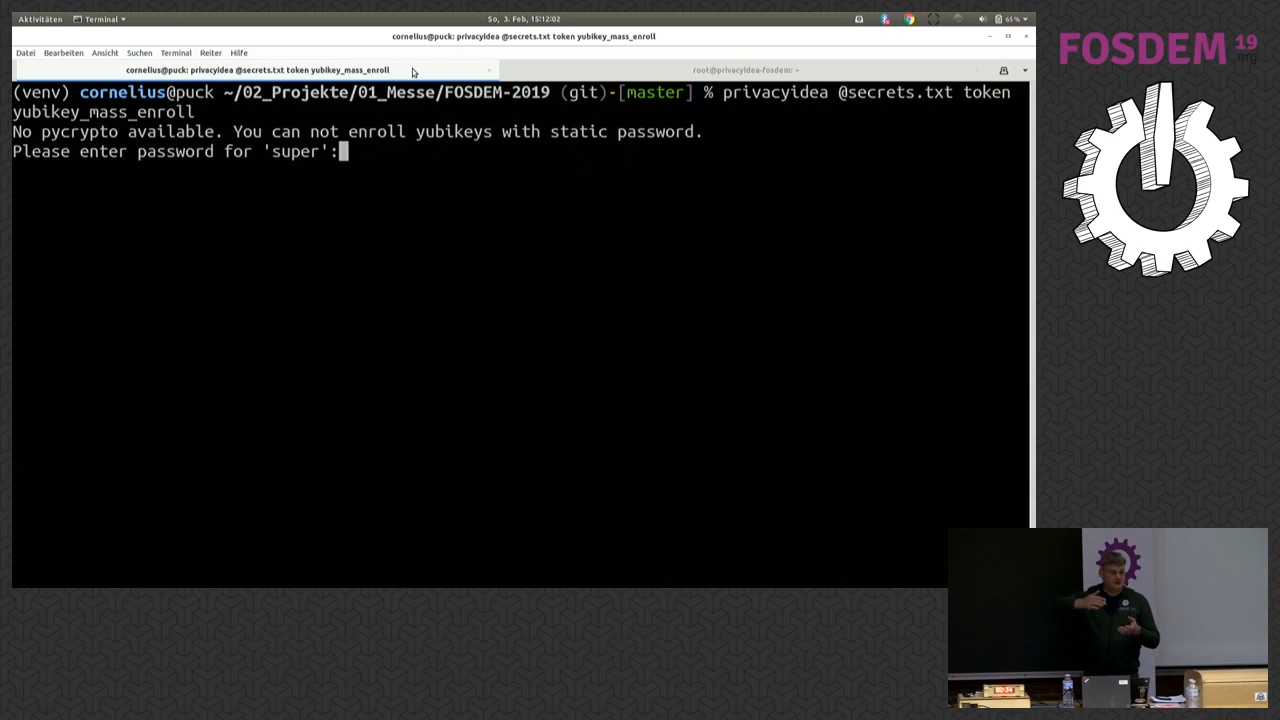 Aktivitäten
Terminal
So, 3. Feb, 15:12:02
65 %
cornelius@puck: privacyidea @secrets.txt token yubikey_mass_enroll
Datei Bearbeiten Ansicht Suchen Terminal Reiter Hilfe
cornelius@puck: privacyidea @secrets.txt token yubikey_mass_enroll
root@privacyidea-fosdem: ~
(venv) cornelius@puck ~/02_Projekte/01_Messe/FOSDEM-2019 (git)-[master] % privacyidea @secrets.txt token
yubikey_mass_enroll
No pycrypto available. You can not enroll yubikeys with static password.
Please enter password for 'super':
FOSDEM 19
.org